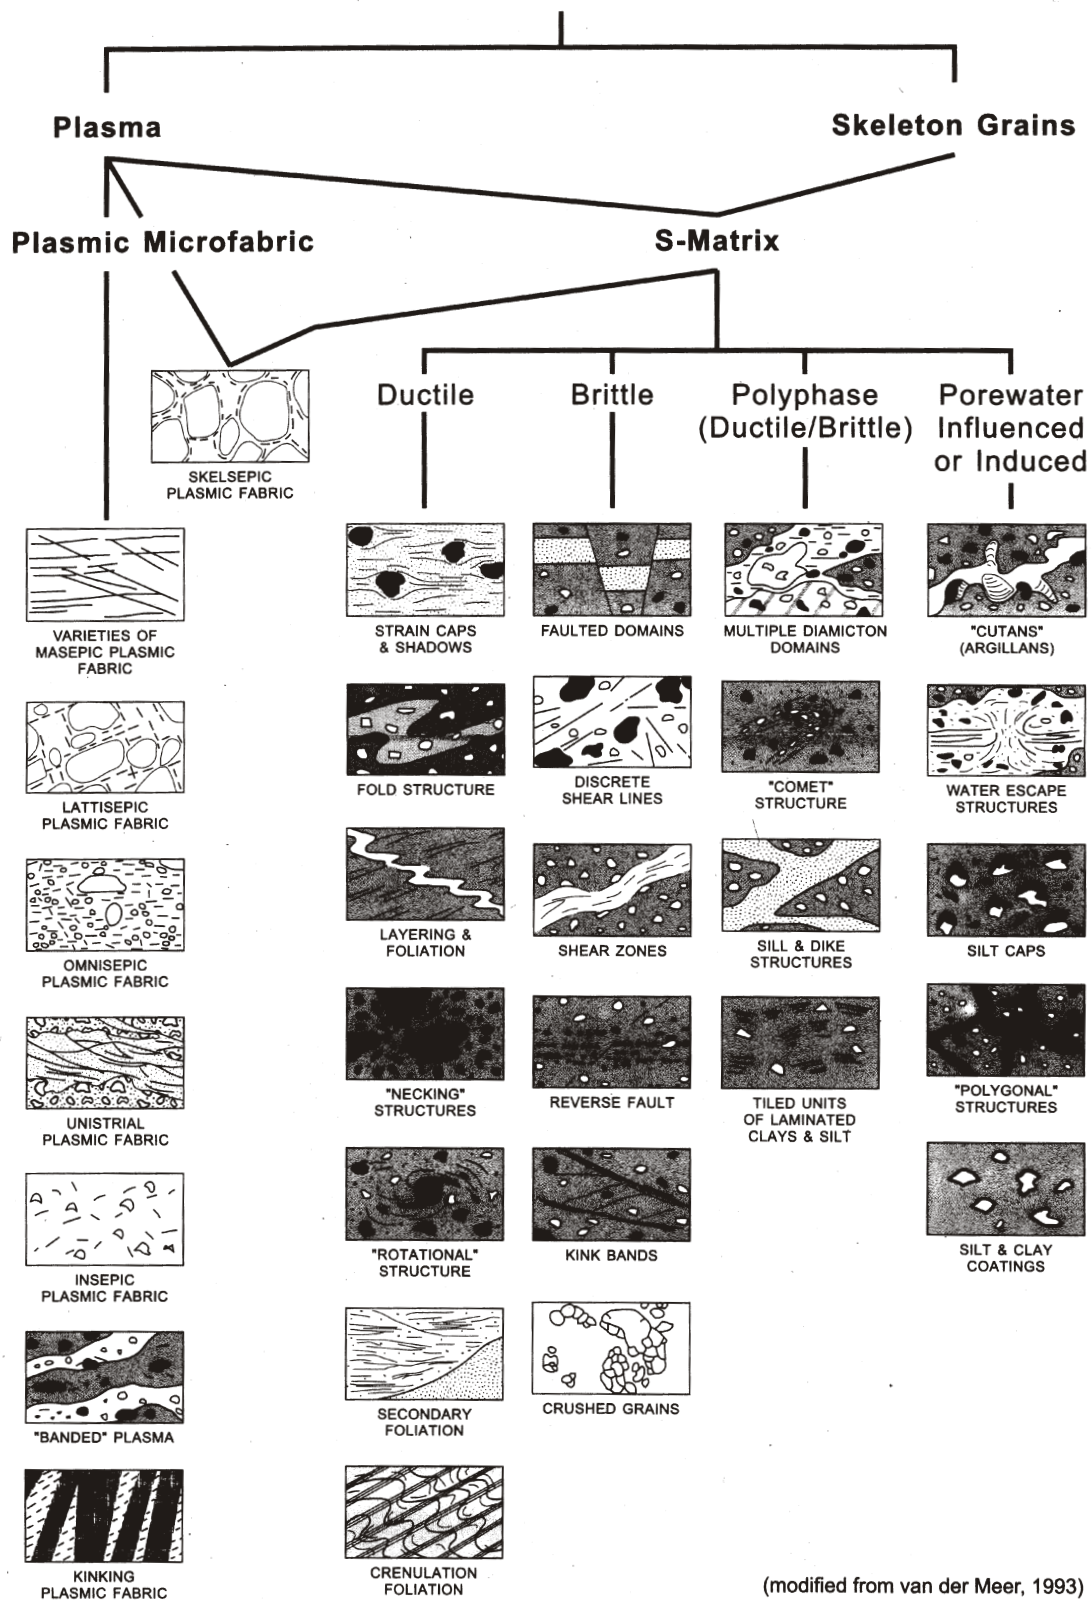 Plasma
Skeleton Grains
Plasmic Microfabric
S-Matrix
SKELSEPIC
PLASMIC FABRIC
VARIETIES OF
MASEPIC PLASMIC
FABRIC
LATTISEPIC
PLASMIC FABRIC
OMNISEPIC
PLASMIC FABRIC
UNISTRIAL
PLASMIC FABRIC
INSEPIC
PLASMIC FABRIC
"BANDED" PLASMA
KINKING
PLASMIC FABRIC
Ductile
STRAIN CAPS
& SHADOWS
FOLD STRUCTURE
LAYERING &
FOLIATION
"NECKING"
STRUCTURES
"ROTATIONAL"
STRUCTURE
SECONDARY
FOLIATION
CRENULATION
FOLIATION
Brittle
FAULTED DOMAINS
DISCRETE
SHEAR LINES
SHEAR ZONES
REVERSE FAULT
KINK BANDS
CRUSHED GRAINS
Polyphase
(Ductile/Brittle)
MULTIPLE DIAMICTON
DOMAINS
"COMET"
STRUCTURE
SILL & DIKE
STRUCTURES
TILED UNITS
OF LAMINATED
CLAYS & SILT
Porewater
Influenced
or Induced
"CUTANS"
(ARGILLANS)
WATER ESCAPE
STRUCTURES
SILT CAPS
"POLYGONAL"
STRUCTURES
SILT & CLAY
COATINGS
(modified from van der Meer, 1993)